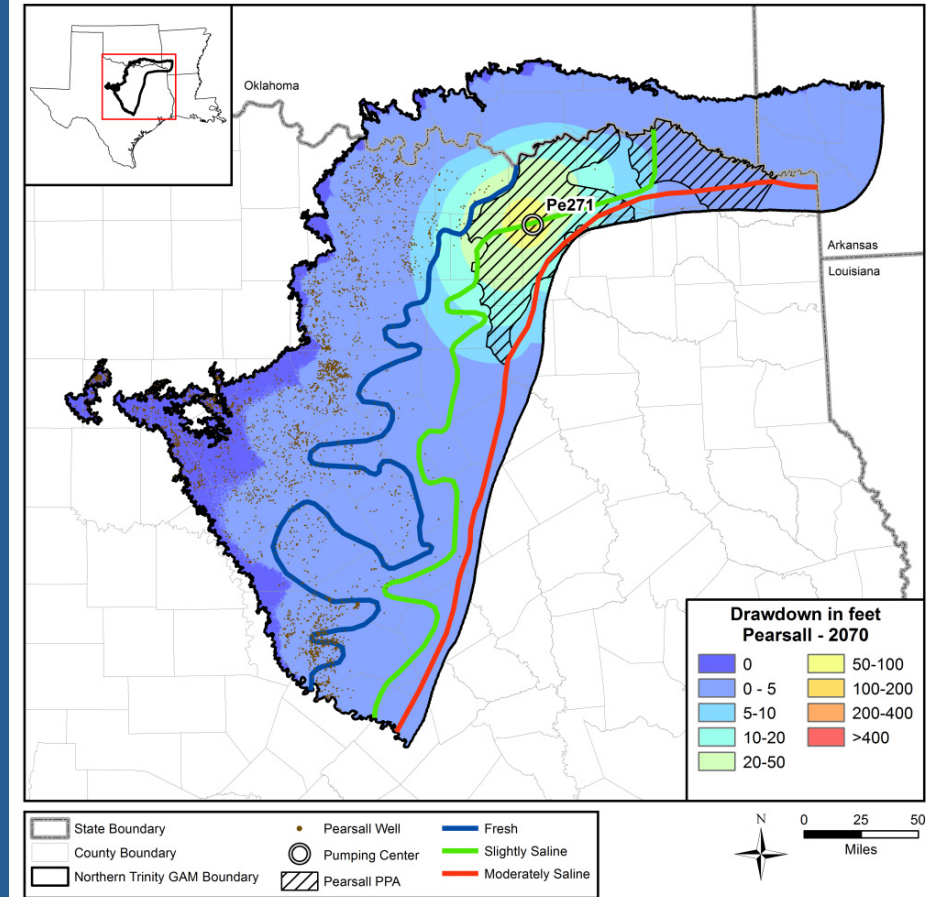 Oklahoma
Pe271
Arkansas
Louisiana
Drawdown in feet
Pearsall - 2070
0
0 - 5
5-10
10-20
20-50
50-100
100-200
200-400
>400
State Boundary
County Boundary
Northern Trinity GAM Boundary
Pearsall Well
Pumping Center
Pearsall PPA
Fresh
Slightly Saline
Moderately Saline
N
0 25 50
Miles